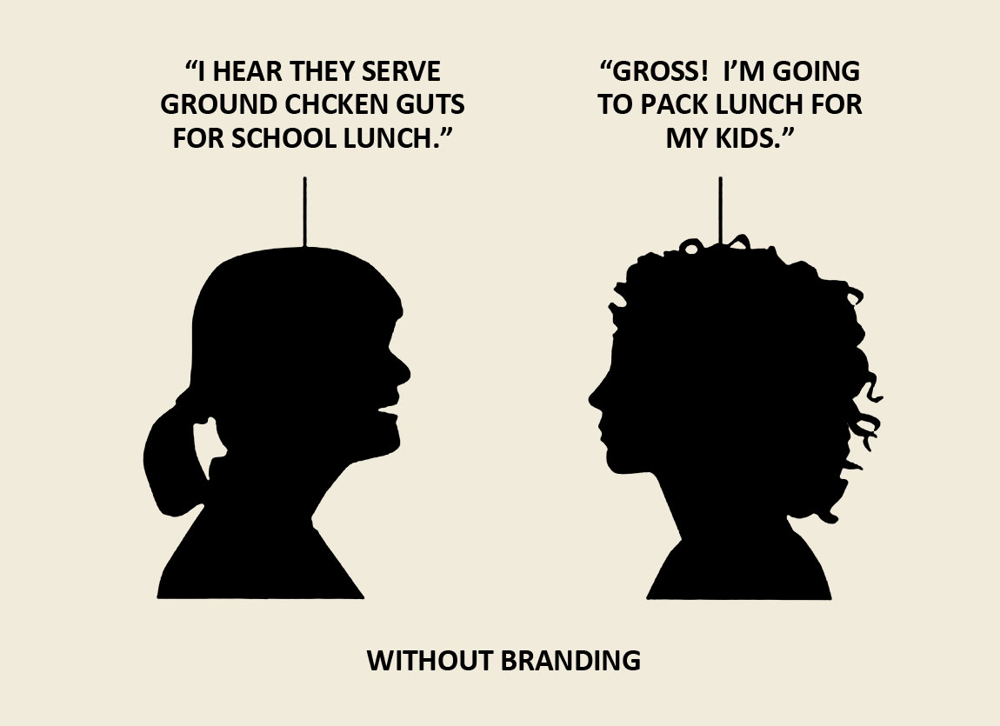 “I HEAR THEY SERVE
GROUND CHCKEN GUTS
FOR SCHOOL LUNCH.”
“GROSS!  I’M GOING
TO PACK LUNCH FOR
MY KIDS.”
WITHOUT BRANDING